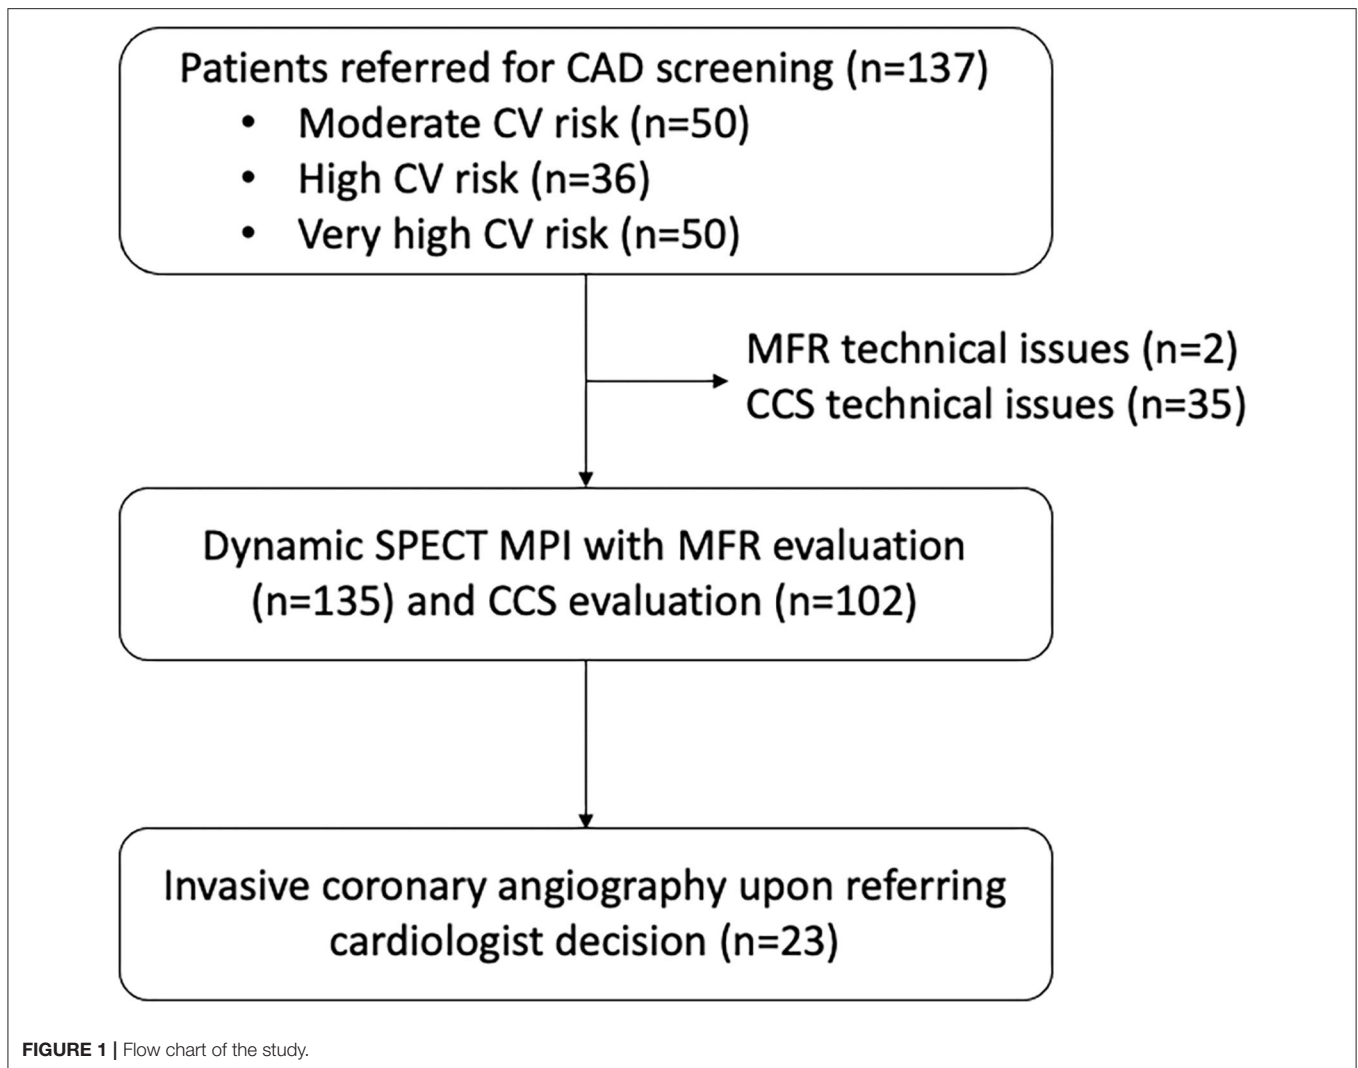 Patients referred for CAD screening (n=137)
• Moderate CV risk (n=50)
• High CV risk (n=36)
• Very high CV risk (n=50)
MFR technical issues (n=2)
CCS technical issues (n=35)
Dynamic SPECT MPI with MFR evaluation
(n=135) and CCS evaluation (n=102)
Invasive coronary angiography upon referring
cardiologist decision (n=23)
FIGURE 1 | Flow chart of the study.